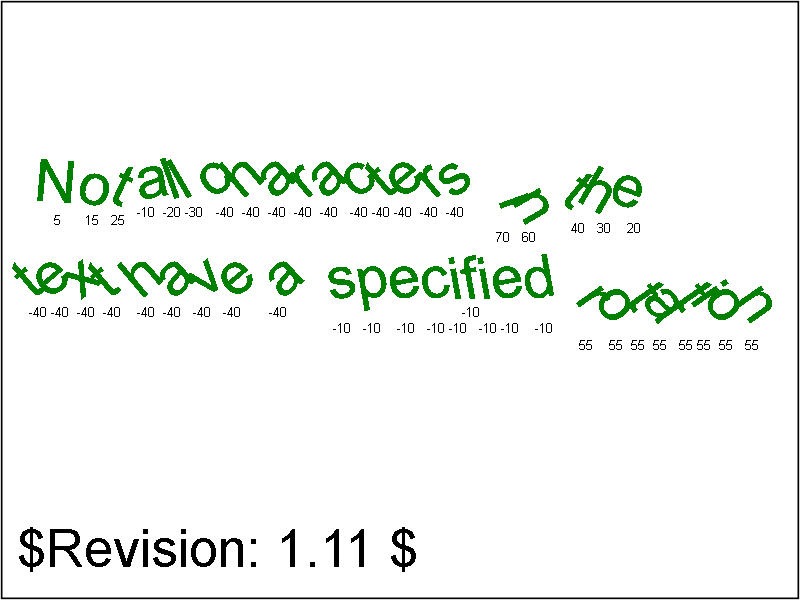 Not all characters in the
5 15 25 -10 -20 -30 -40 -40 -40 -40 -40 -40 -40 -40 -40 -40 70 60 40 30 20
text have a specified rotation
-40 -40 -40 -40 -40 -40 -40 -40 -40 -10
-10 -10 -10 -10 -10 -10 -10 -10 55 55 55 55 55 55 55 55
$Revision: 1.11 $